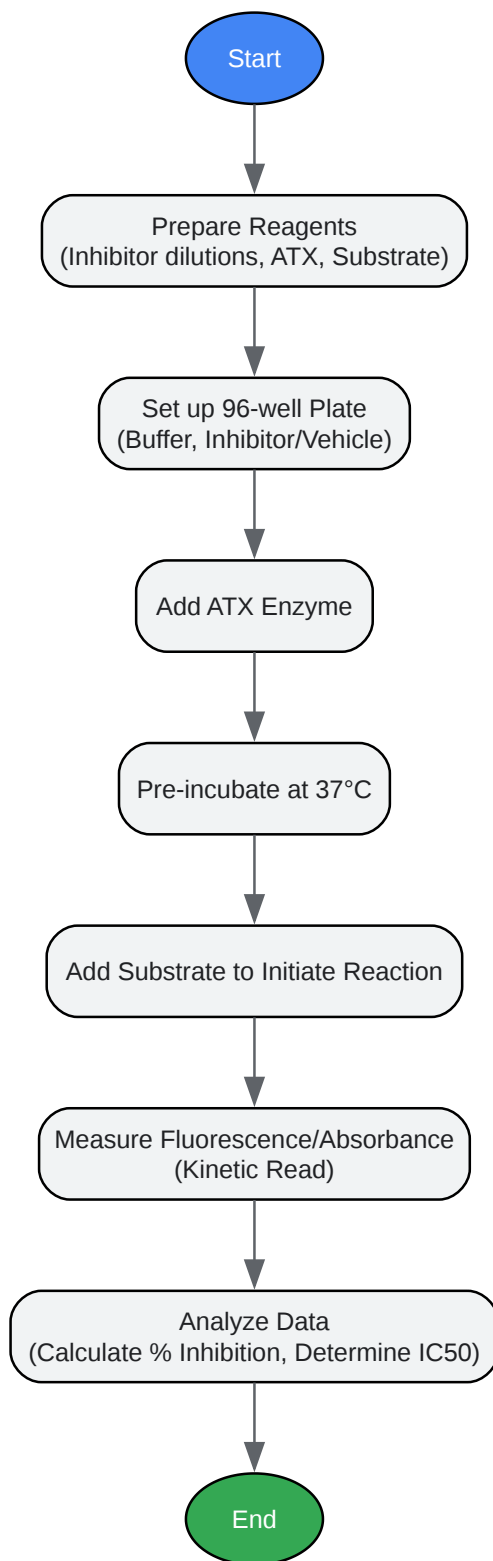 Start
Prepare Reagents
(Inhibitor dilutions, ATX, Substrate)
Set up 96-well Plate
(Buffer, Inhibitor/Vehicle)
Add ATX Enzyme
Pre-incubate at 37°C
Add Substrate to Initiate Reaction
Measure Fluorescence/Absorbance
(Kinetic Read)
Analyze Data
(Calculate % Inhibition, Determine IC50)
End